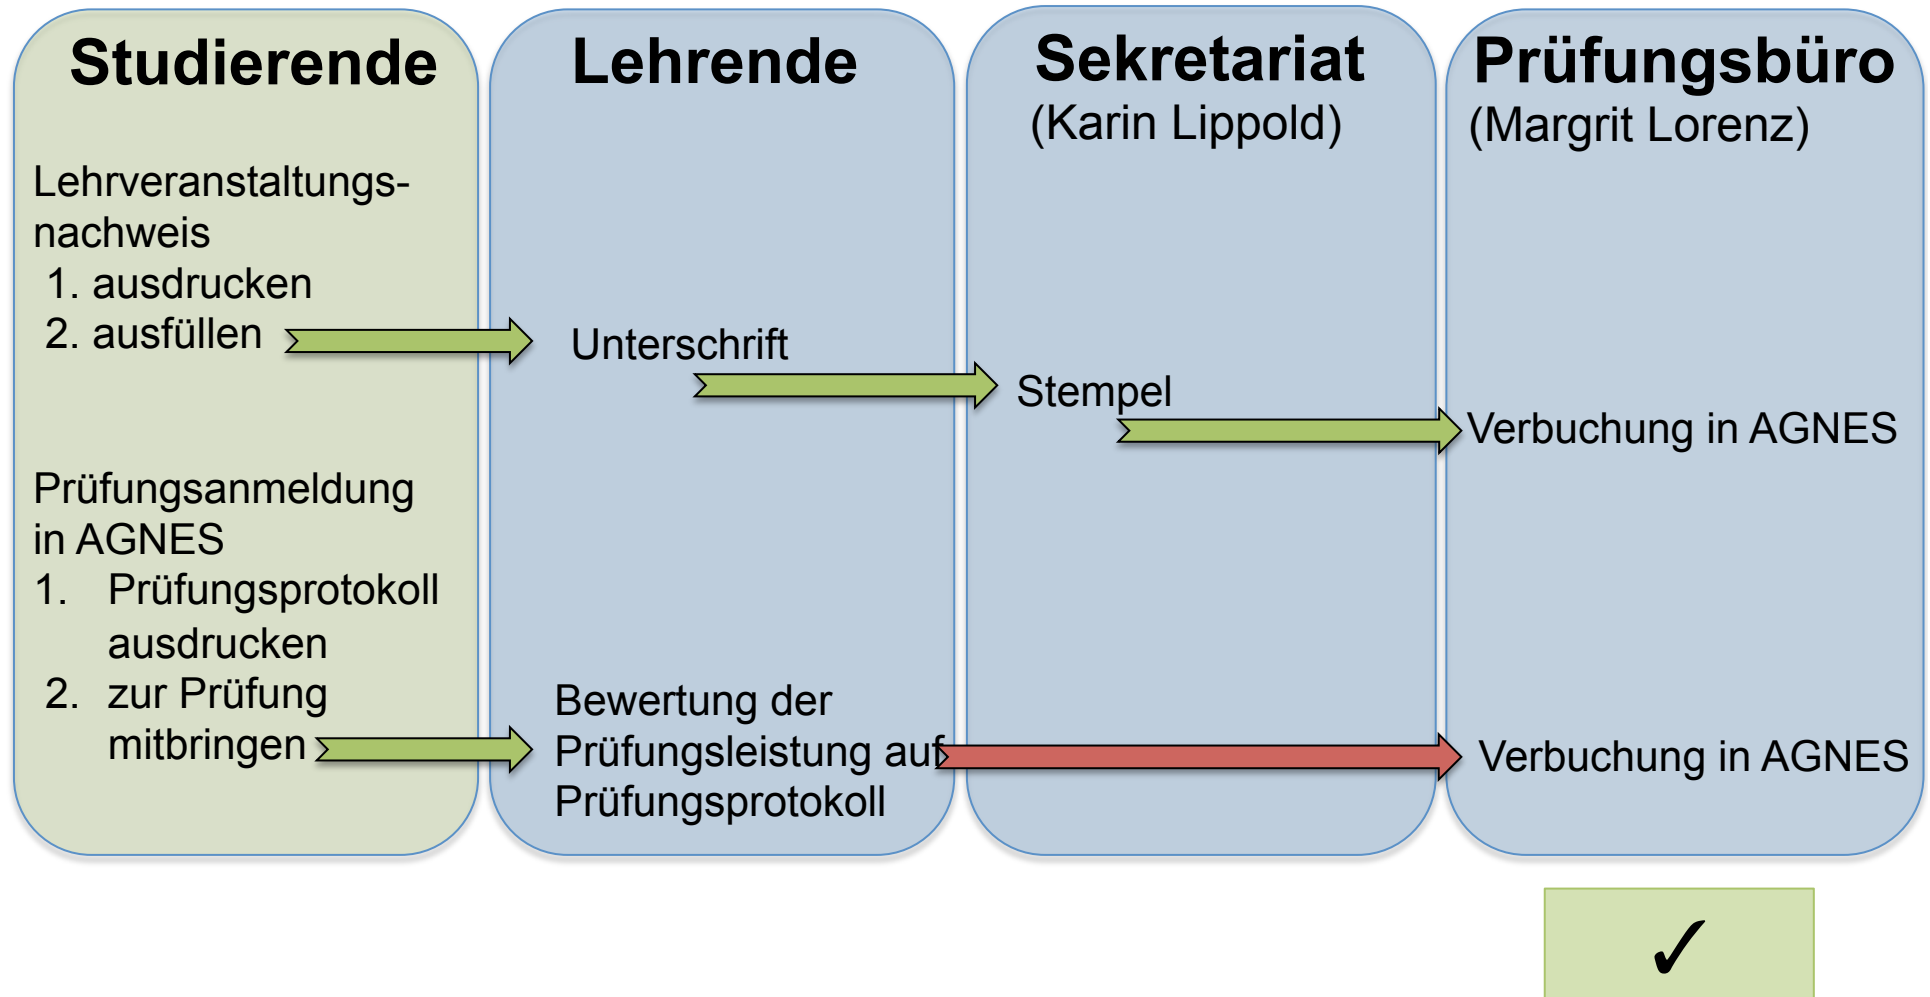 Studierende
Lehrveranstaltungs-
nachweis
1. ausdrucken
2. ausfüllen
Prüfungsanmeldung
in AGNES
1. Prüfungsprotokoll
ausdrucken
2. zur Prüfung
mitbringen
Lehrende
Unterschrift
Bewertung der
Prüfungsleistung auf
Prüfungsprotokoll
Sekretariat
(Karin Lippold)
Stempel
Prüfungsbüro
(Margrit Lorenz)
Verbuchung in AGNES
Verbuchung in AGNES
✓